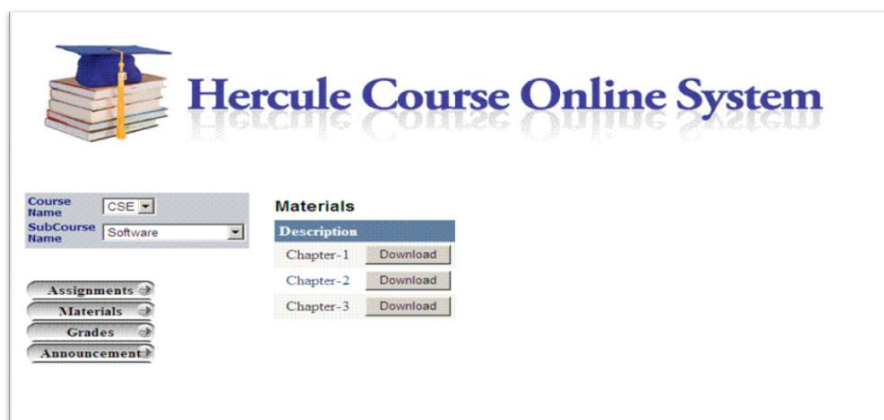 Hercule Course Online System
Course Name CSE
SubCourse Name Software
Assignments
Materials
Grades
Announcement
Materials
Description
Chapter-1 Download
Chapter-2 Download
Chapter-3 Download